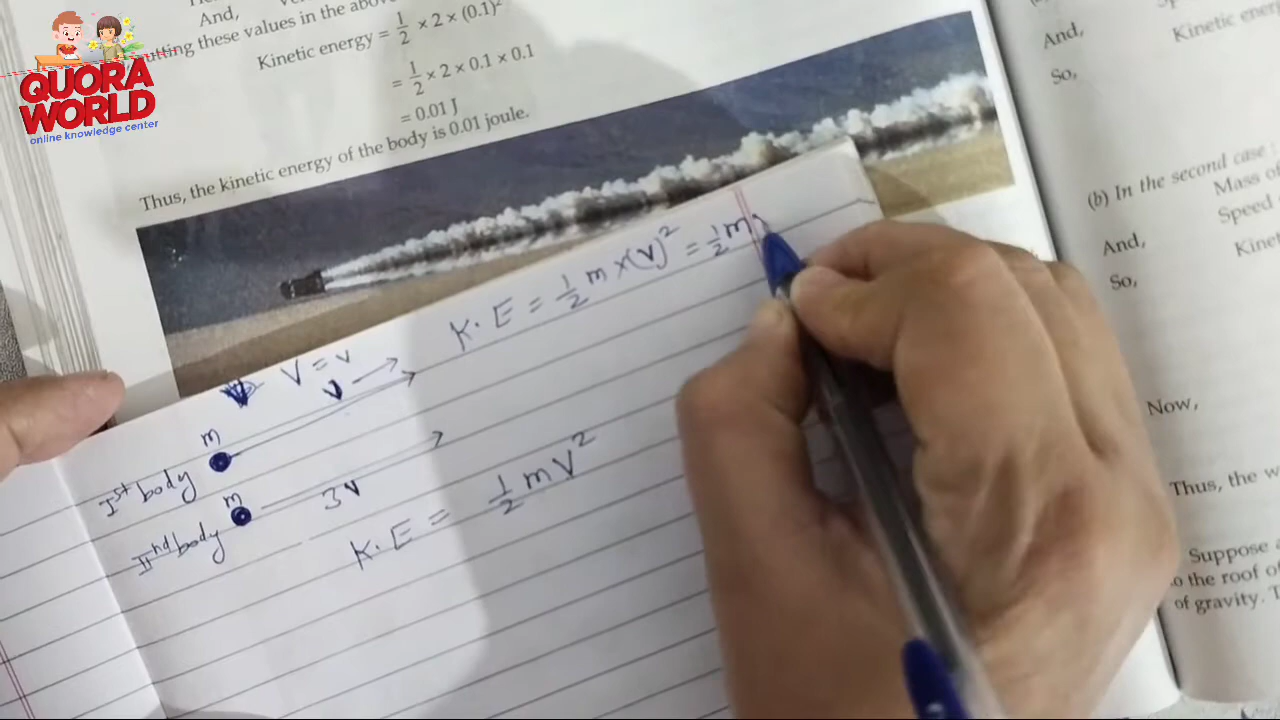 QUORA
WORLD
online knowledge center
And,
utting these values in the above
Kinetic energy = 1/2 × 2 × (0.1)²
= 1/2 × 2 × 0.1 × 0.1
= 0.01 J
Thus, the kinetic energy of the body is 0.01 joule.
V = v
v
K.E = 1/2 m × (v)² = 1/2 m
m
Ist body
m
3v
IInd body
K.E = 1/2 mv²
And,
Kinetic ener
So,
(b) In the second case :
Mass of
Speed
And,
Kine
So,
Now,
Thus, the w
Suppose a
o the roof of
of gravity. T